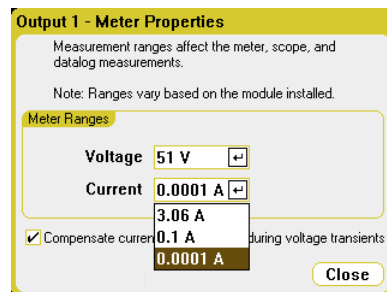 Output 1 - Meter Properties
Measurement ranges affect the meter, scope, and
datalog measurements.
Note: Ranges vary based on the module installed.
Meter Ranges
Voltage 51 V
Current 0.0001 A
3.06 A
0.1 A
0.0001 A
Compensate during voltage transients
Close